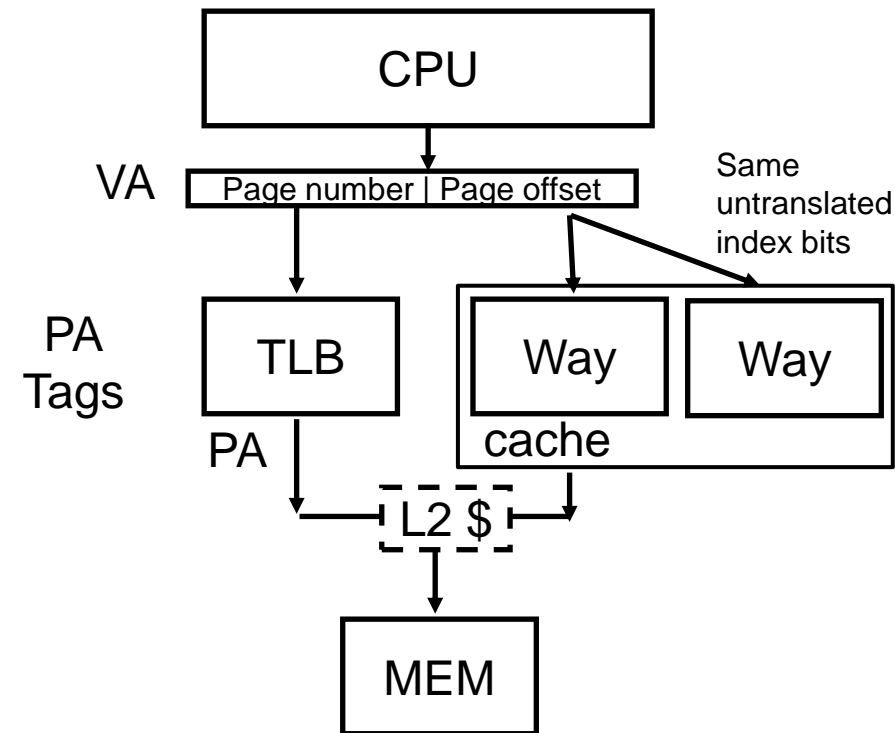 CPU
VA
Page number | Page offset
Same
untranslated
index bits
PA
Tags
TLB
Way
Way
cache
PA
L2 $
MEM